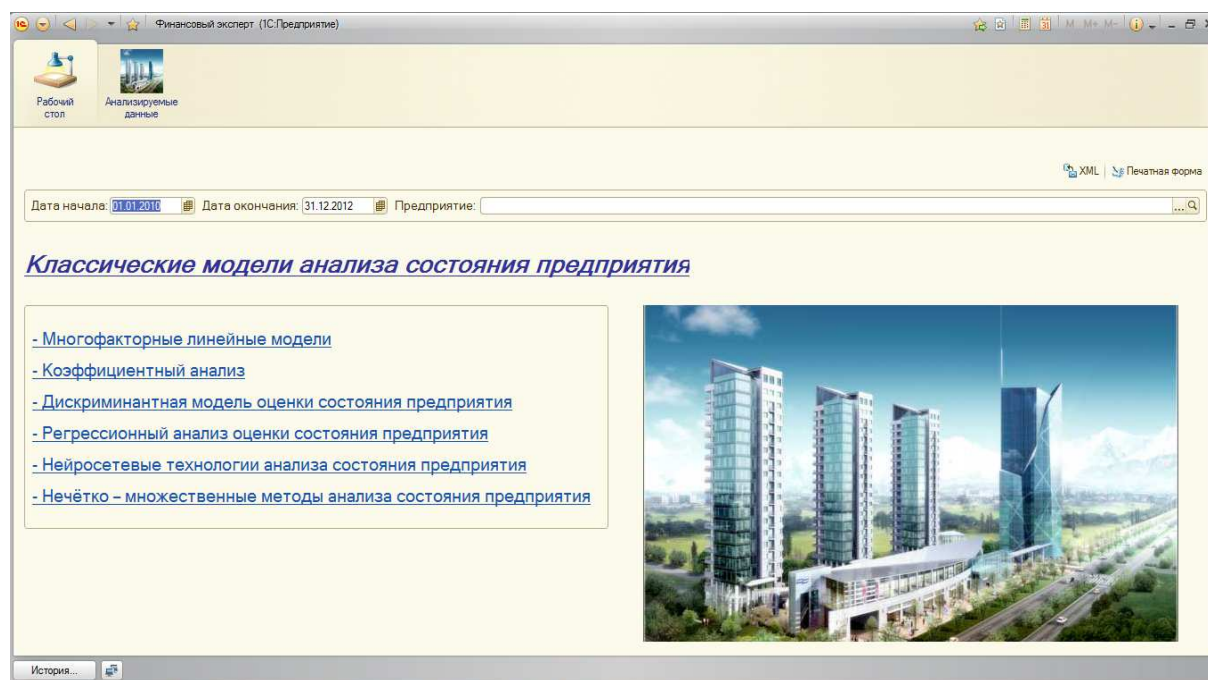 Финансовый эксперт (1С:Предприятие)
31 M M+ M-
Рабочий стол
Анализируемые данные
XML Печатная форма
Дата начала: 01.01.2010 Дата окончания: 31.12.2012 Предприятие:
Классические модели анализа состояния предприятия
- Многофакторные линейные модели
- Коэффициентный анализ
- Дискриминантная модель оценки состояния предприятия
- Регрессионный анализ оценки состояния предприятия
- Нейросетевые технологии анализа состояния предприятия
- Нечётко – множественные методы анализа состояния предприятия
История...